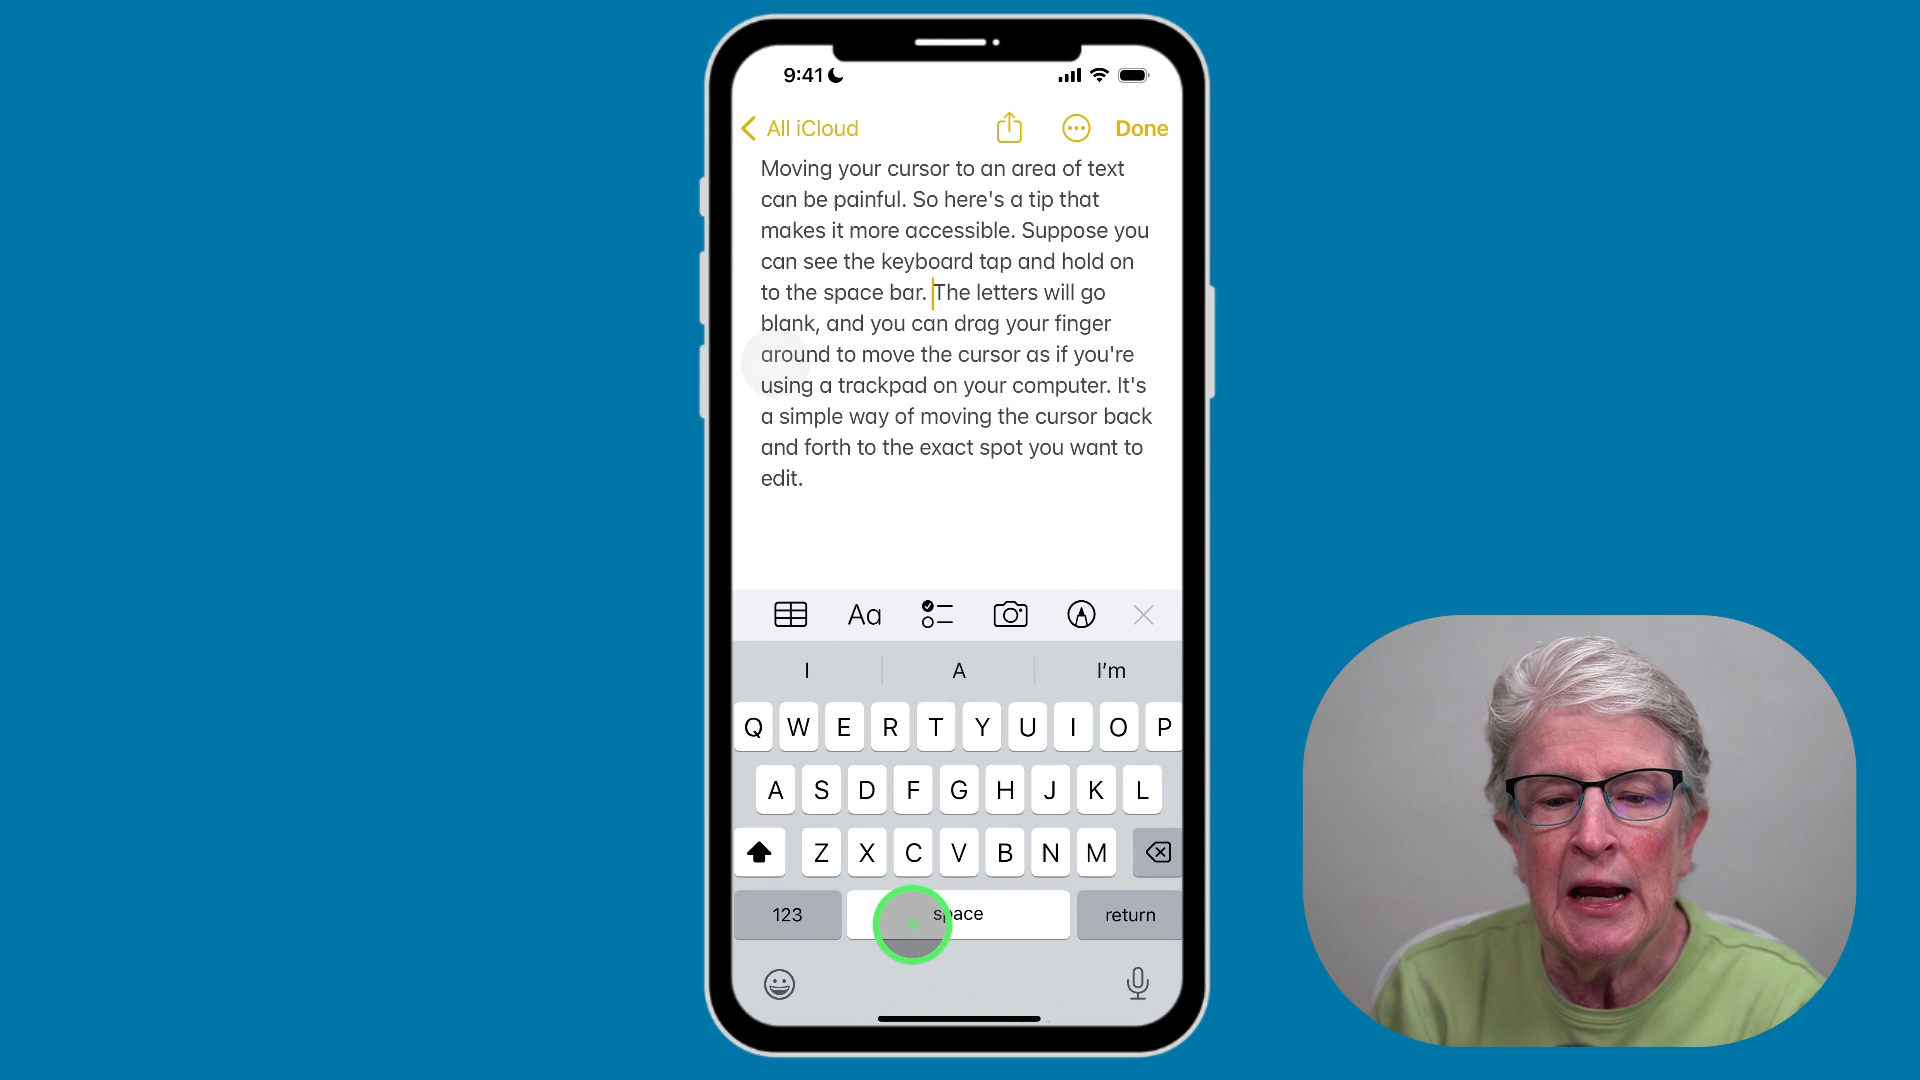 9:41
All iCloud
Done
Moving your cursor to an area of text
can be painful. So here's a tip that
makes it more accessible. Suppose you
can see the keyboard tap and hold on
to the space bar. The letters will go
blank, and you can drag your finger
around to move the cursor as if you're
using a trackpad on your computer. It's
a simple way of moving the cursor back
and forth to the exact spot you want to
edit.
Aa
I A I'm
Q W E R T Y U I O P
A S D F G H J K L
Z X C V B N M
123 space return